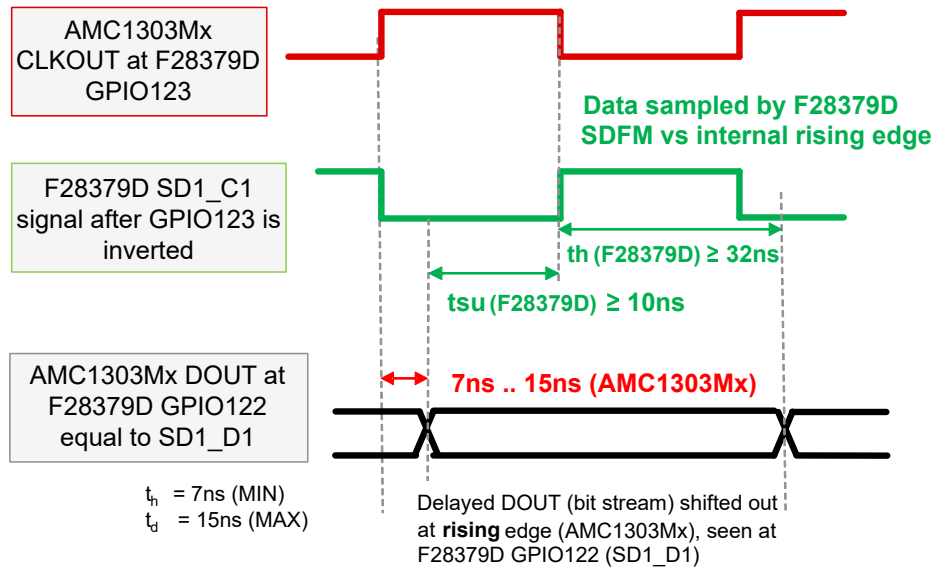 AMC1303Mx
CLKOUT at F28379D
GPIO123
Data sampled by F28379D
SDFM vs internal rising edge
F28379D SD1_C1
signal after GPIO123 is
inverted
th (F28379D) ≥ 32ns
tsu (F28379D) ≥ 10ns
AMC1303Mx DOUT at
F28379D GPIO122
equal to SD1_D1
7ns .. 15ns (AMC1303Mx)
th = 7ns (MIN)
td = 15ns (MAX)
Delayed DOUT (bit stream) shifted out
at rising edge (AMC1303Mx), seen at
F28379D GPIO122 (SD1_D1)